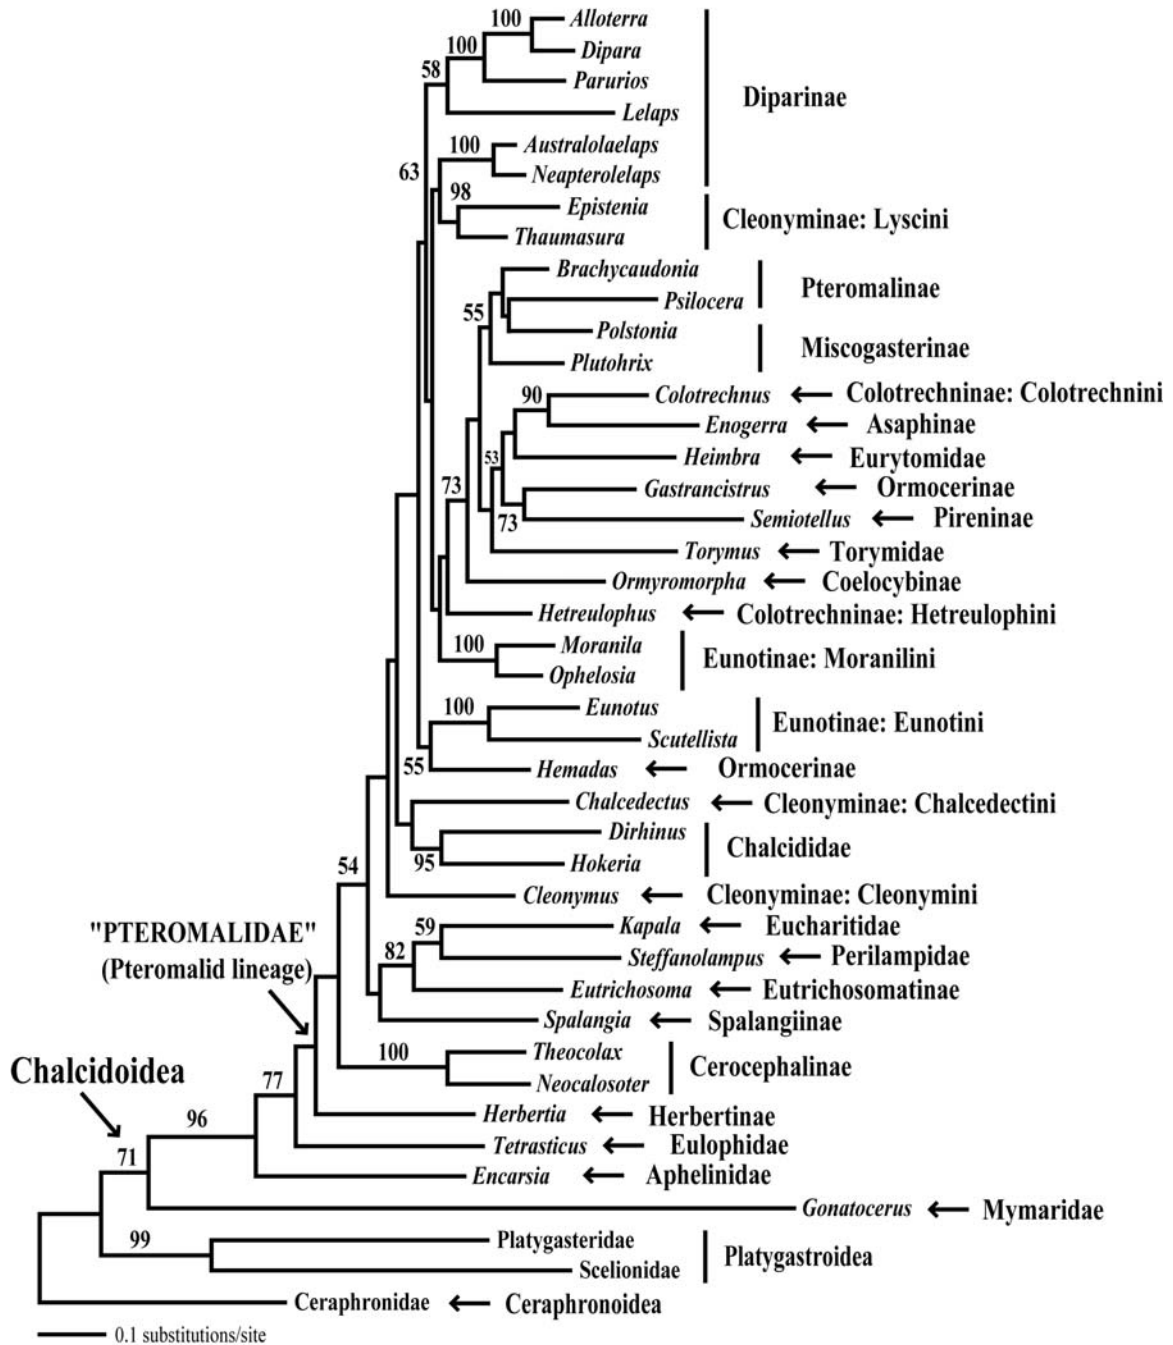 100 Alloterra
Dipara
100
Parurios
58
Lelaps
Diparinae
100 Australolaelaps
Neapterolelaps
63
98 Epistenia
Thaumasura
Cleonyminae: Lyscini
Brachycaudonia
Psilocera
Pteromalinae
55
Polstonia
Plutohrix
Miscogasterinae
90 Colotrechnus Colotrechninae: Colotrechnini
Enogerra Asaphinae
53 Heimbra Eurytomidae
73 Gastrancistrus Ormocerinae
73 Semiotellus Pireninae
Torymus Torymidae
Ormyromorpha Coelocybinae
Hetreulophus Colotrechninae: Hetreulophini
100 Moranila
Ophelosia
Eunotinae: Moranilini
100 Eunotus
Scutellista
Eunotinae: Eunotini
55 Hemadas Ormocerinae
Chalcedectus Cleonyminae: Chalcedectini
Dirhinus
95 Hokeria
Chalcididae
54
Cleonymus Cleonyminae: Cleonymini
59 Kapala Eucharitidae
"PTEROMALIDAE"
(Pteromalid lineage)
82 Steffanolampus Perilampidae
Eutrichosoma Eutrichosomatinae
Spalangia Spalangiinae
100 Theocolax
Neocalosoter
Cerocephalinae
Chalcidoidea
77
Herbertia Herbertinae
96
Tetrasticus Eulophidae
71
Encarsia Aphelinidae
Gonatocerus Mymaridae
99 Platygasteridae
Scelionidae
Platygastroidea
Ceraphronidae Ceraphronoidea
0.1 substitutions/site